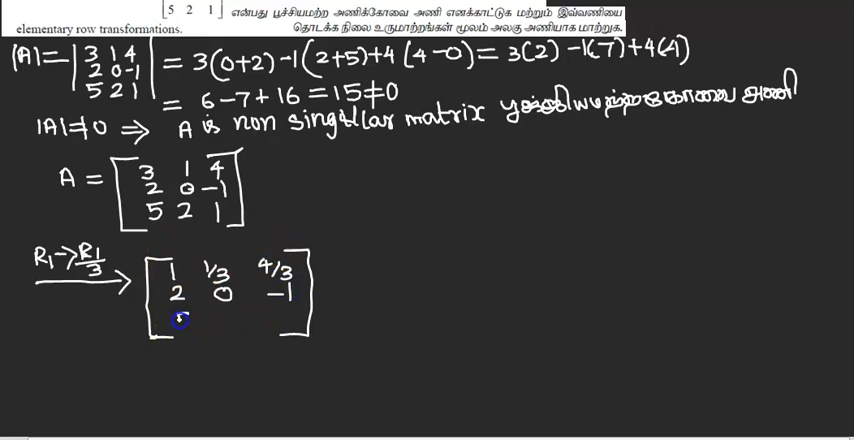 [5 2 1] என்பது பூச்சியமற்ற அணிக்கோவை அணி எனக்காட்டுக மற்றும் இவ்வணியை
elementary row transformations. தொடக்க நிலை உருமாற்றங்கள் மூலம் அலகு அணியாக மாற்றுக.
|A| = | 3 1 4 | = 3(0+2) -1(2+5) +4(4-0) = 3(2) -1(7) +4(4)
2 0 -1
5 2 1
= 6 - 7 + 16 = 15 ≠ 0
|A| ≠ 0 ⇒ A is non singular matrix பூச்சியமற்ற கோவை அணி
A = [ 3 1 4
2 0 -1
5 2 1 ]
R1 → R1/3 [ 1 1/3 4/3
2 0 -1